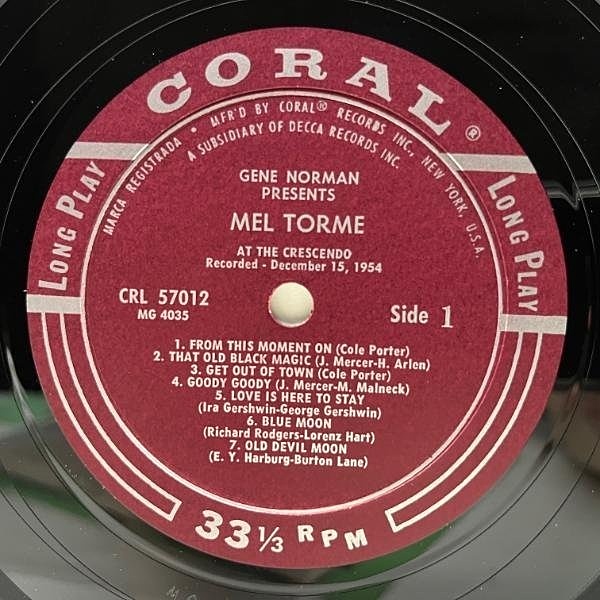 CORAL®
MARCA REGISTRADA • MFR'D BY CORAL® RECORDS INC., NEW YORK, U.S.A.
A SUBSIDIARY OF DECCA RECORDS INC.
LONG PLAY
LONG PLAY
GENE NORMAN
PRESENTS
MEL TORME
AT THE CRESCENDO
Recorded - December 15, 1954
CRL 57012
MG 4035
Side 1
1. FROM THIS MOMENT ON (Cole Porter)
2. THAT OLD BLACK MAGIC (J. Mercer-H. Arlen)
3. GET OUT OF TOWN (Cole Porter)
4. GOODY GOODY (J. Mercer-M. Malneck)
5. LOVE IS HERE TO STAY
(Ira Gershwin-George Gershwin)
6. BLUE MOON
(Richard Rodgers-Lorenz Hart)
7. OLD DEVIL MOON
(E. Y. Harburg-Burton Lane)
33 1/3 RPM